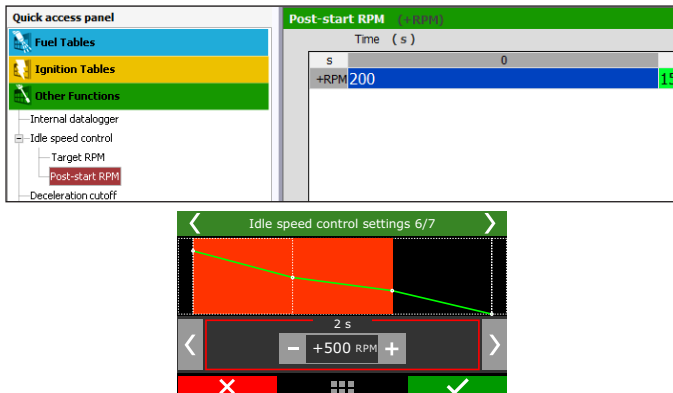 Quick access panel
Fuel Tables
Ignition Tables
Other Functions
Internal datalogger
Idle speed control
Target RPM
Post-start RPM
Deceleration cutoff
Post-start RPM (+RPM)
Time (s)
s 0
+RPM 200 15
Idle speed control settings 6/7
2 s
− +500 RPM +